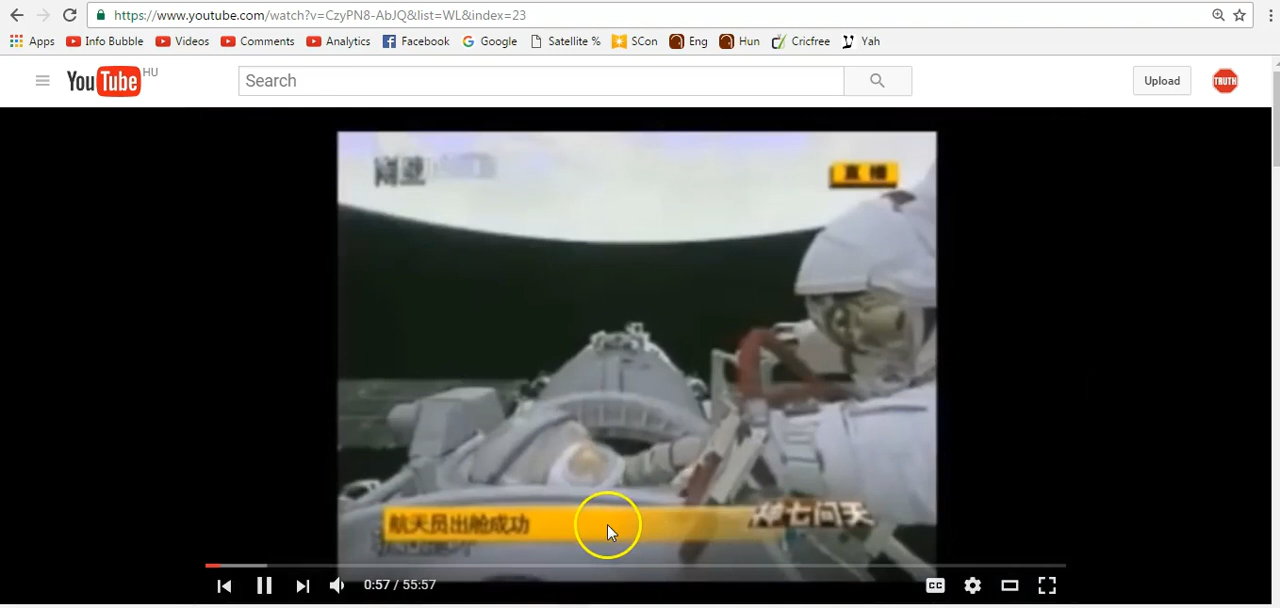 https://www.youtube.com/watch?v=CzyPN8-AbJQ&list=WL&index=23
Apps Info Bubble Videos Comments Analytics Facebook Google Satellite % SCon Eng Hun Cricfree Yah
YouTube HU
Search
Upload
TRUTH
直播
航天员出舱成功
神七问天
0:57 / 55:57
CC